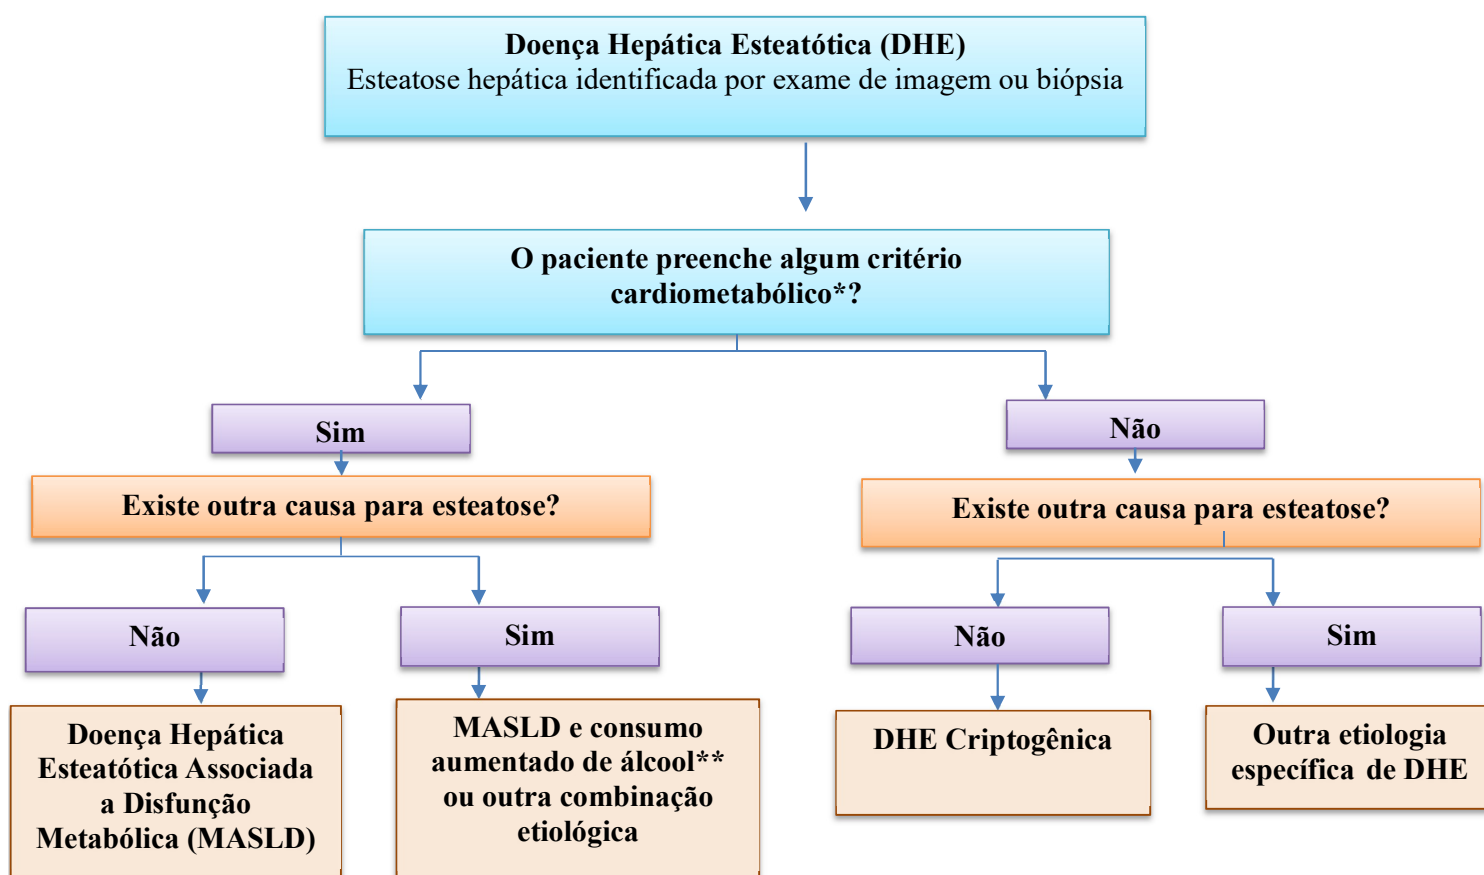 Doença Hepática Esteatótica (DHE)
Esteatose hepática identificada por exame de imagem ou biópsia
O paciente preenche algum critério
cardiometabólico*?
Sim
Não
Existe outra causa para esteatose?
Existe outra causa para esteatose?
Não
Sim
Não
Sim
Doença Hepática
Esteatótica Associada
a Disfunção
Metabólica (MASLD)
MASLD e consumo
aumentado de álcool**
ou outra combinação
etiológica
DHE Criptogênica
Outra etiologia
específica de DHE